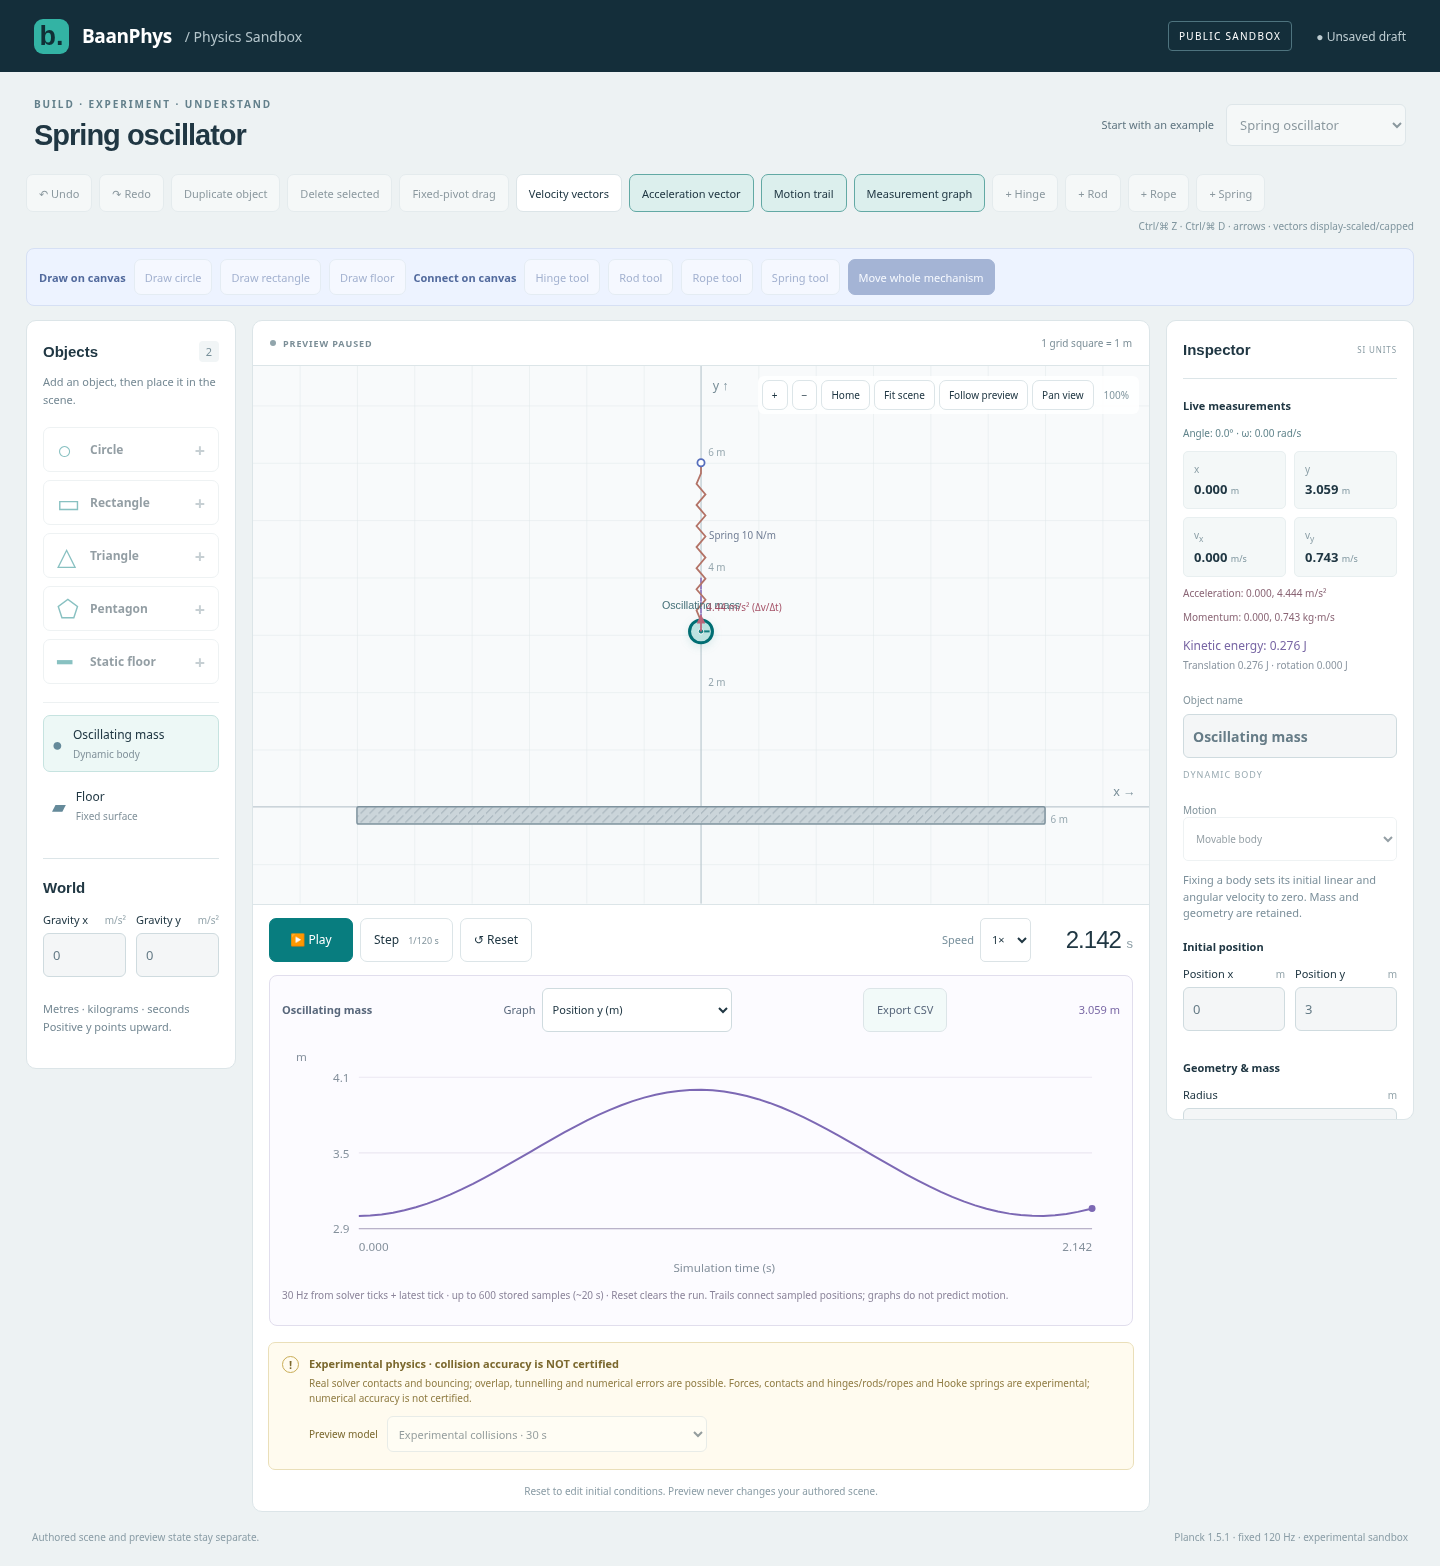 b. BaanPhys / Physics Sandbox
PUBLIC SANDBOX
● Unsaved draft
BUILD · EXPERIMENT · UNDERSTAND
Spring oscillator
Start with an example
Spring oscillator
↶ Undo
↷ Redo
Duplicate object
Delete selected
Fixed-pivot drag
Velocity vectors
Acceleration vector
Motion trail
Measurement graph
+ Hinge
+ Rod
+ Rope
+ Spring
Ctrl/⌘ Z · Ctrl/⌘ D · arrows · vectors display-scaled/capped
Draw on canvas
Draw circle
Draw rectangle
Draw floor
Connect on canvas
Hinge tool
Rod tool
Rope tool
Spring tool
Move whole mechanism
Objects
2
Add an object, then place it in the
scene.
Circle +
Rectangle +
Triangle +
Pentagon +
Static floor +
Oscillating mass
Dynamic body
Floor
Fixed surface
World
Gravity x m/s²
Gravity y m/s²
0
0
Metres · kilograms · seconds
Positive y points upward.
PREVIEW PAUSED
1 grid square = 1 m
y ↑
+
−
Home
Fit scene
Follow preview
Pan view
100%
6 m
Spring 10 N/m
4 m
Oscillating mass
4.44 m/s² (Δv/Δt)
2 m
x →
6 m
▶ Play
Step 1/120 s
↺ Reset
Speed
1×
2.142 s
Oscillating mass
Graph
Position y (m)
Export CSV
3.059 m
m
4.1
3.5
2.9
0.000
2.142
Simulation time (s)
30 Hz from solver ticks + latest tick · up to 600 stored samples (~20 s) · Reset clears the run. Trails connect sampled positions; graphs do not predict motion.
! Experimental physics · collision accuracy is NOT certified
Real solver contacts and bouncing; overlap, tunnelling and numerical errors are possible. Forces, contacts and hinges/rods/ropes and Hooke springs are experimental;
numerical accuracy is not certified.
Preview model
Experimental collisions · 30 s
Reset to edit initial conditions. Preview never changes your authored scene.
Inspector
SI UNITS
Live measurements
Angle: 0.0° · ω: 0.00 rad/s
x
0.000 m
y
3.059 m
vx
0.000 m/s
vy
0.743 m/s
Acceleration: 0.000, 4.444 m/s²
Momentum: 0.000, 0.743 kg·m/s
Kinetic energy: 0.276 J
Translation 0.276 J · rotation 0.000 J
Object name
Oscillating mass
DYNAMIC BODY
Motion
Movable body
Fixing a body sets its initial linear and
angular velocity to zero. Mass and
geometry are retained.
Initial position
Position x m
Position y m
0
3
Geometry & mass
Radius m
Authored scene and preview state stay separate.
Planck 1.5.1 · fixed 120 Hz · experimental sandbox